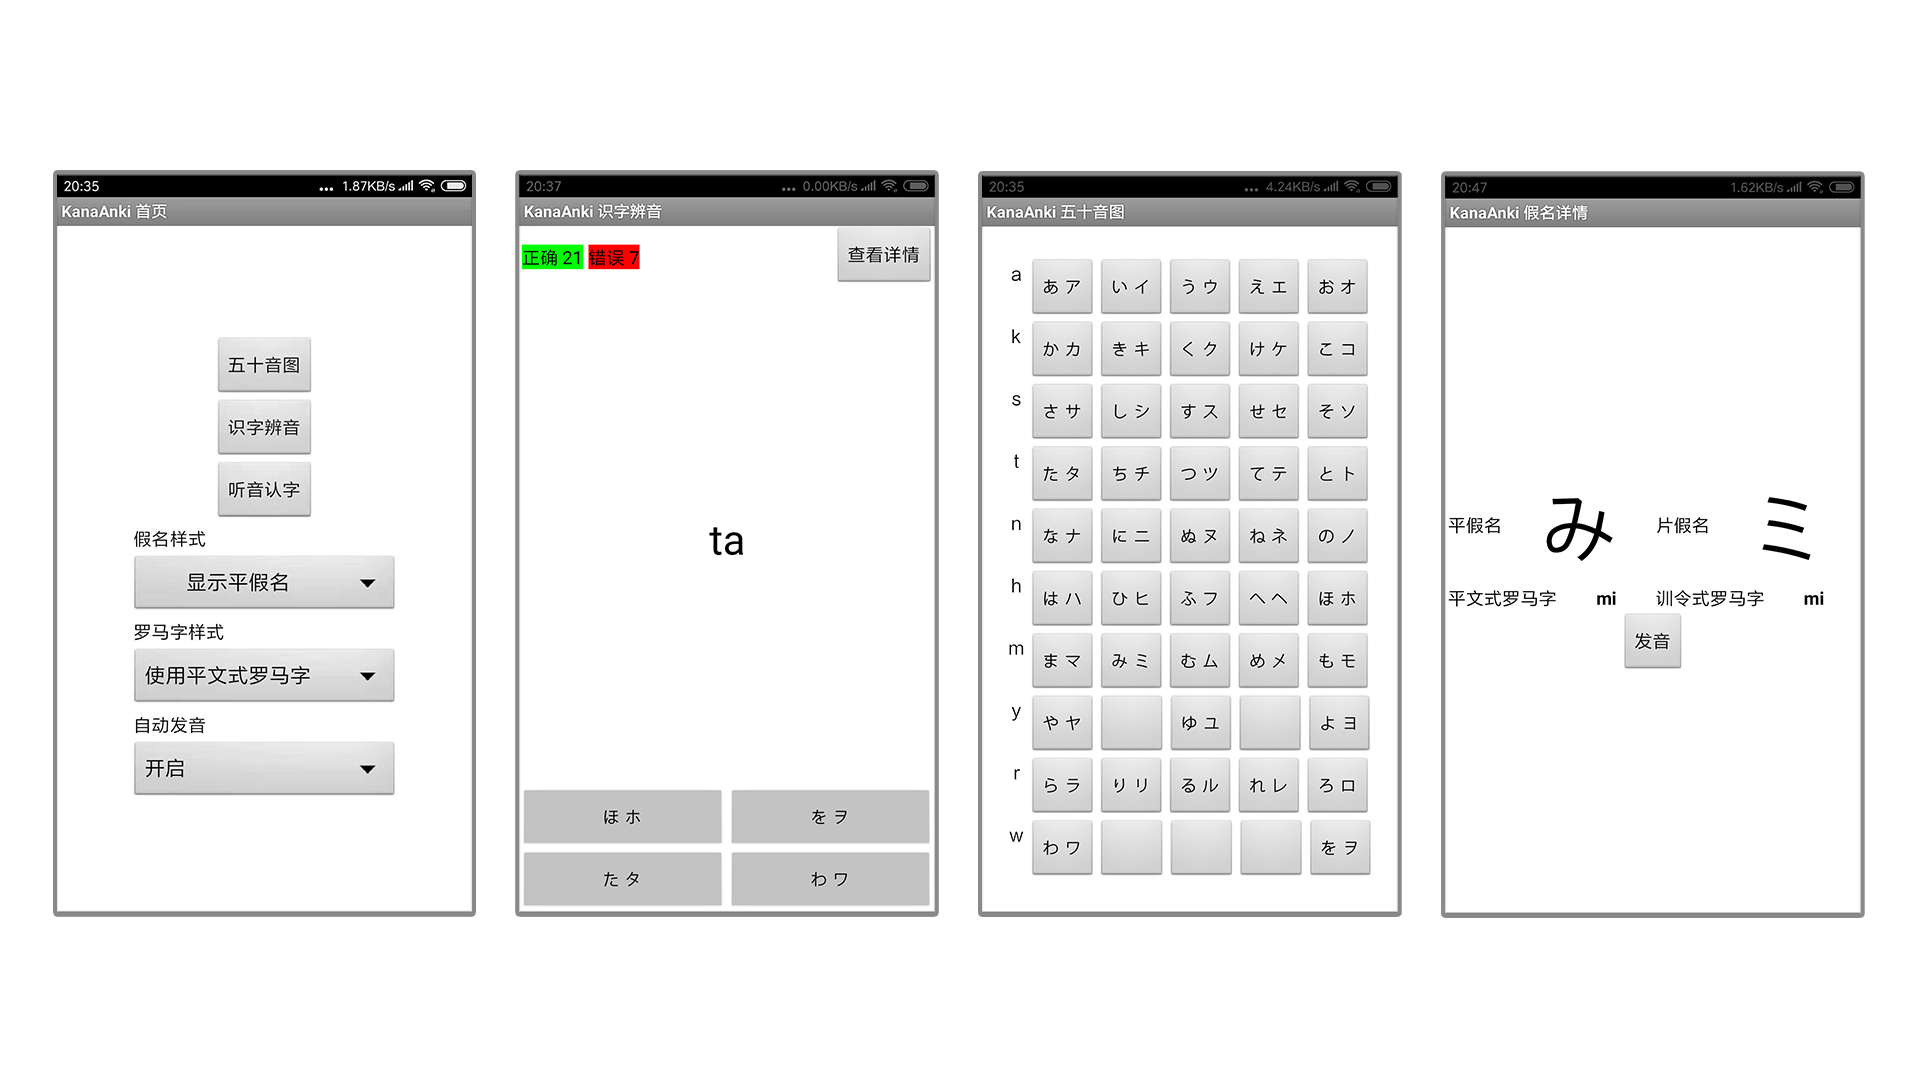 20:35 ... 1.87KB/s
KanaAnki 首页
五十音图
识字辨音
听音认字
假名样式
显示平假名
罗马字样式
使用平文式罗马字
自动发音
开启
20:37 ... 0.00KB/s
KanaAnki 识字辨音
正确 21 错误 7 查看详情
ta
ほ ホ を ヲ
た タ わ ワ
20:35 ... 4.24KB/s
KanaAnki 五十音图
a あ ア い イ う ウ え エ お オ
k か カ き キ く ク け ケ こ コ
s さ サ し シ す ス せ セ そ ソ
t た タ ち チ つ ツ て テ と ト
n な ナ に ニ ぬ ヌ ね ネ の ノ
h は ハ ひ ヒ ふ フ へ ヘ ほ ホ
m ま マ み ミ む ム め メ も モ
y や ヤ ゆ ユ よ ヨ
r ら ラ り リ る ル れ レ ろ ロ
w わ ワ を ヲ
20:47 1.62KB/s
KanaAnki 假名详情
平假名 み 片假名 ミ
平文式罗马字 mi 训令式罗马字 mi
发音